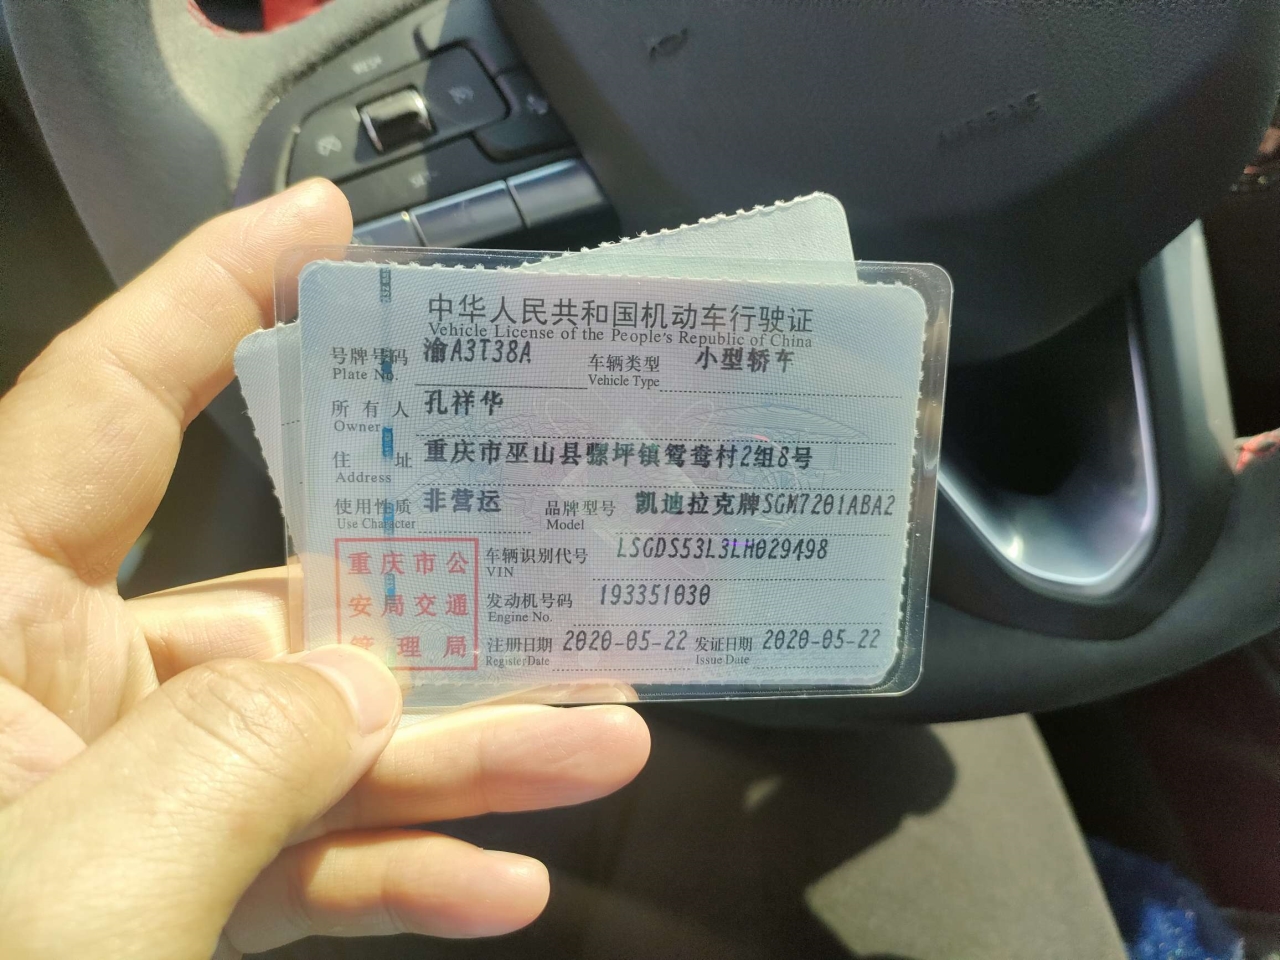 中华人民共和国机动车行驶证
Vehicle License of the People's Republic of China
号牌号码 渝A3T38A 车辆类型 小型轿车
Plate No. Vehicle Type
所有人 孔祥华
Owner
住址 重庆市巫山县骡坪镇鸳鸯村2组8号
Address
使用性质 非营运 品牌型号 凯迪拉克牌SGM7201ABA2
Use Character Model
重庆市公安局交通管理局
车辆识别代号 LSGDS53L3LH029498
VIN
发动机号码 193351030
Engine No.
注册日期 2020-05-22 发证日期 2020-05-22
Register Date Issue Date
AIRBAG